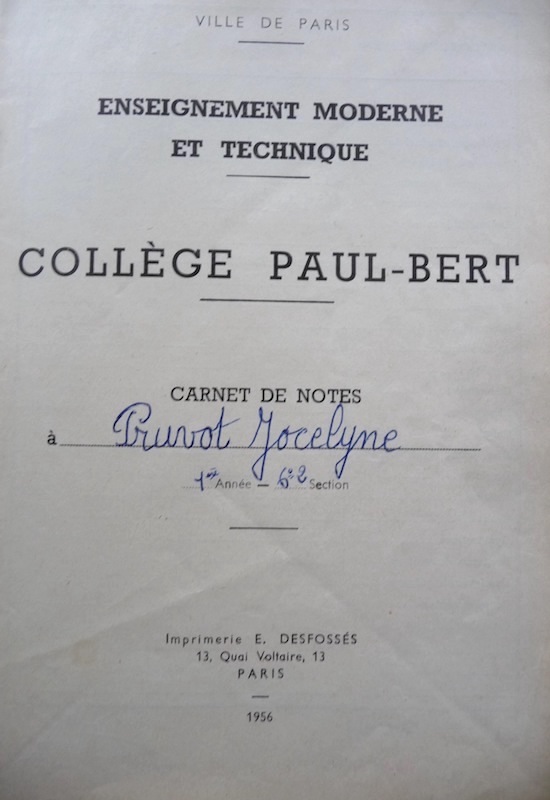 VILLE DE PARIS
ENSEIGNEMENT MODERNE
ET TECHNIQUE
COLLÈGE PAUL-BERT
CARNET DE NOTES
à Pruvot Jocelyne
1ère Année — 6e 2 Section
Imprimerie E. DESFOSSÉS
13, Quai Voltaire, 13
PARIS
1956